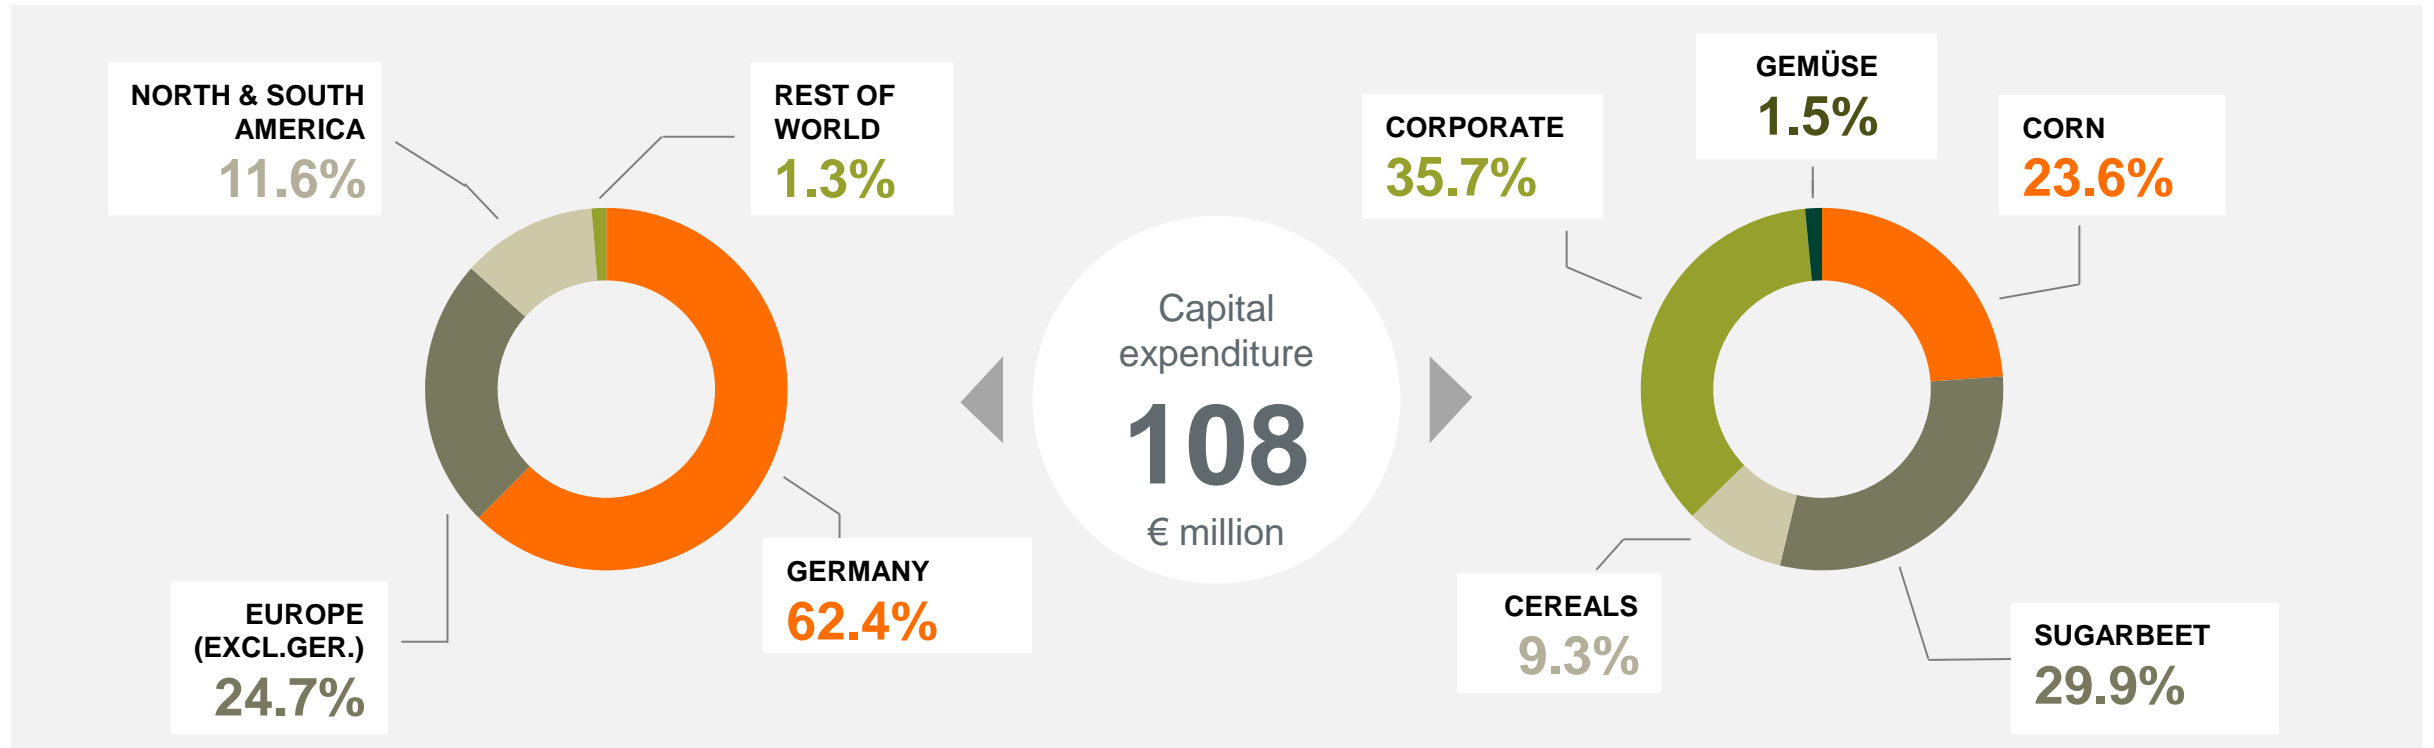 NORTH & SOUTH
AMERICA
11.6%
REST OF
WORLD
1.3%
EUROPE
(EXCL.GER.)
24.7%
GERMANY
62.4%
Capital
expenditure
108
€ million
CORPORATE
35.7%
GEMÜSE
1.5%
CORN
23.6%
CEREALS
9.3%
SUGARBEET
29.9%